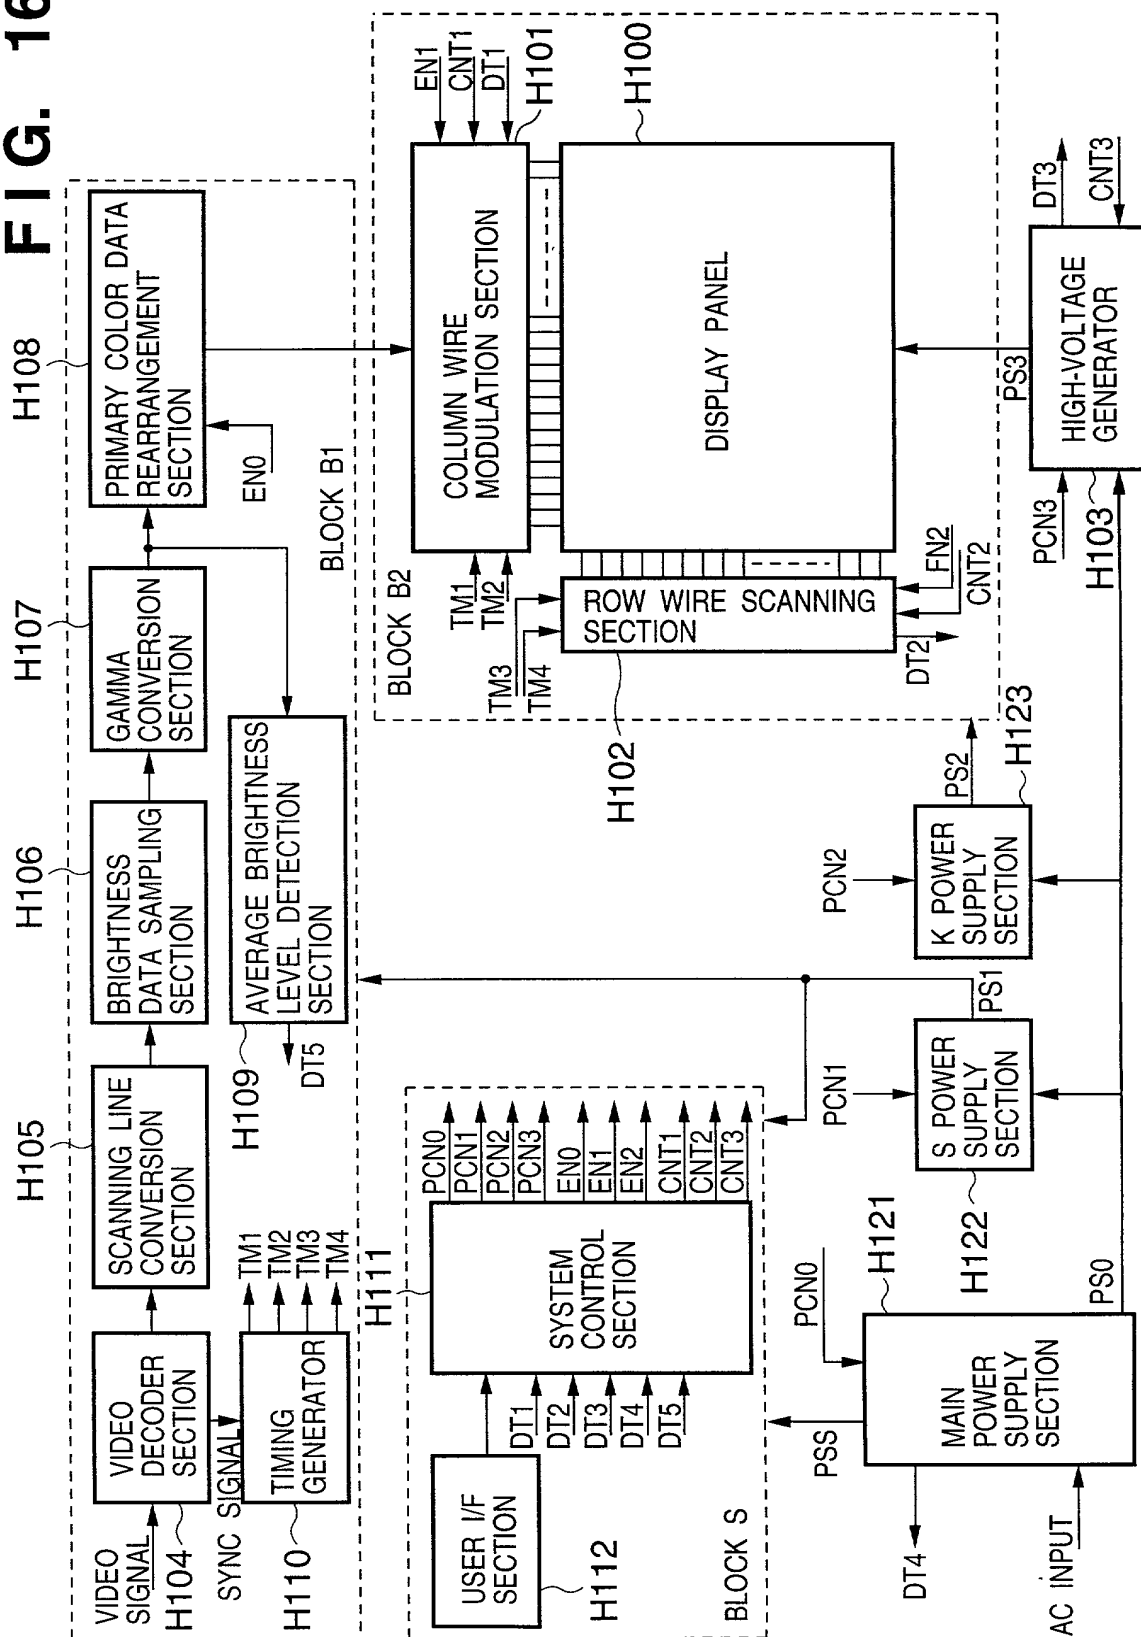 FIG. 16
H105
H106
H107
H108
VIDEO
SIGNAL
H104
VIDEO
DECODER
SECTION
SCANNING LINE
CONVERSION
SECTION
BRIGHTNESS
DATA SAMPLING
SECTION
GAMMA
CONVERSION
SECTION
PRIMARY COLOR DATA
REARRANGEMENT
SECTION
SYNC SIGNAL
H110
TIMING
GENERATOR
TM1
TM2
TM3
TM4
H109
AVERAGE BRIGHTNESS
LEVEL DETECTION
SECTION
DT5
EN0
BLOCK B1
H111
USER I/F
SECTION
H112
SYSTEM
CONTROL
SECTION
DT1
DT2
DT3
DT4
DT5
PCN0
PCN1
PCN2
PCN3
EN0
EN1
EN2
CNT1
CNT2
CNT3
BLOCK S
BLOCK B2
TM1
TM2
COLUMN WIRE
MODULATION SECTION
EN1
CNT1
DT1
H101
TM3
TM4
ROW WIRE SCANNING
SECTION
H102
DT2
FN2
CNT2
DISPLAY PANEL
H100
AC INPUT
DT4
PSS
PCN0
H121
MAIN
POWER
SUPPLY
SECTION
PS0
H122
PCN1
S POWER
SUPPLY
SECTION
PS1
PCN2
K POWER
SUPPLY
SECTION
PS2
H123
PCN3
H103
HIGH-VOLTAGE
GENERATOR
PS3
DT3
CNT3